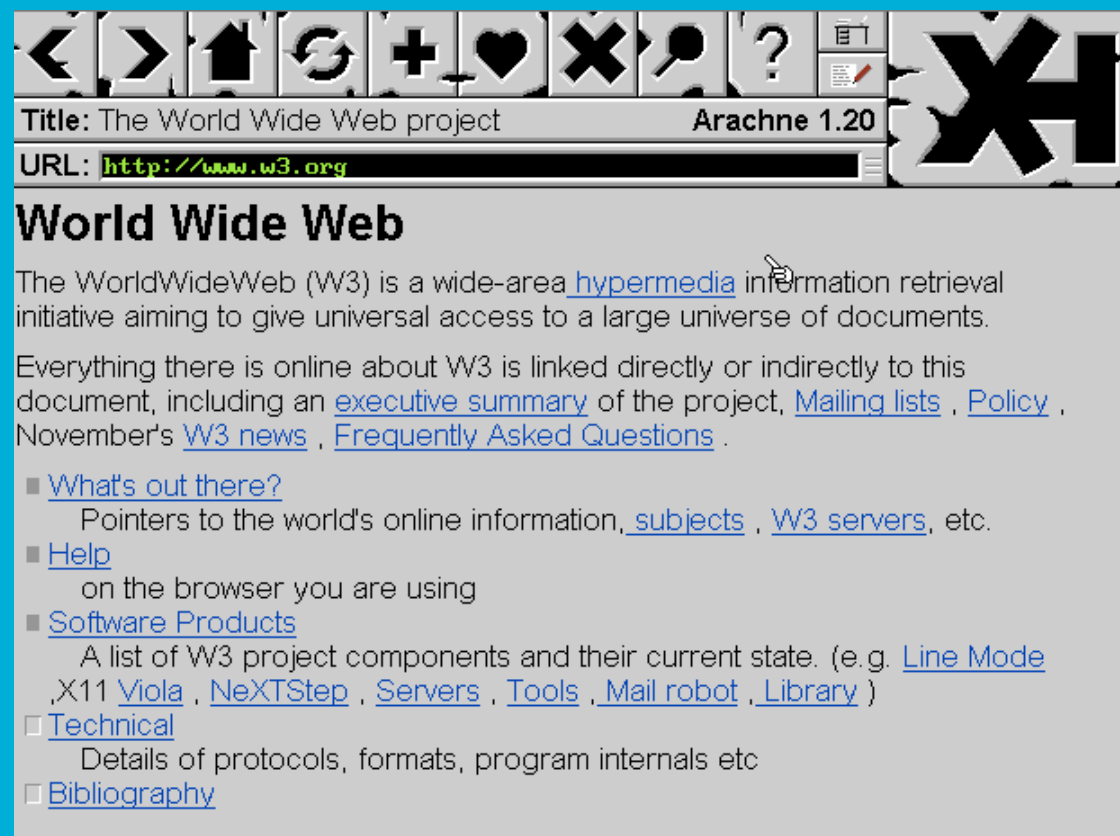 Title: The World Wide Web project Arachne 1.20
URL: http://www.w3.org
World Wide Web
The WorldWideWeb (W3) is a wide-area hypermedia information retrieval
initiative aiming to give universal access to a large universe of documents.
Everything there is online about W3 is linked directly or indirectly to this
document, including an executive summary of the project, Mailing lists , Policy ,
November's W3 news , Frequently Asked Questions .
What's out there?
Pointers to the world's online information, subjects , W3 servers, etc.
Help
on the browser you are using
Software Products
A list of W3 project components and their current state. (e.g. Line Mode
,X11 Viola , NeXTStep , Servers , Tools , Mail robot , Library )
Technical
Details of protocols, formats, program internals etc
Bibliography